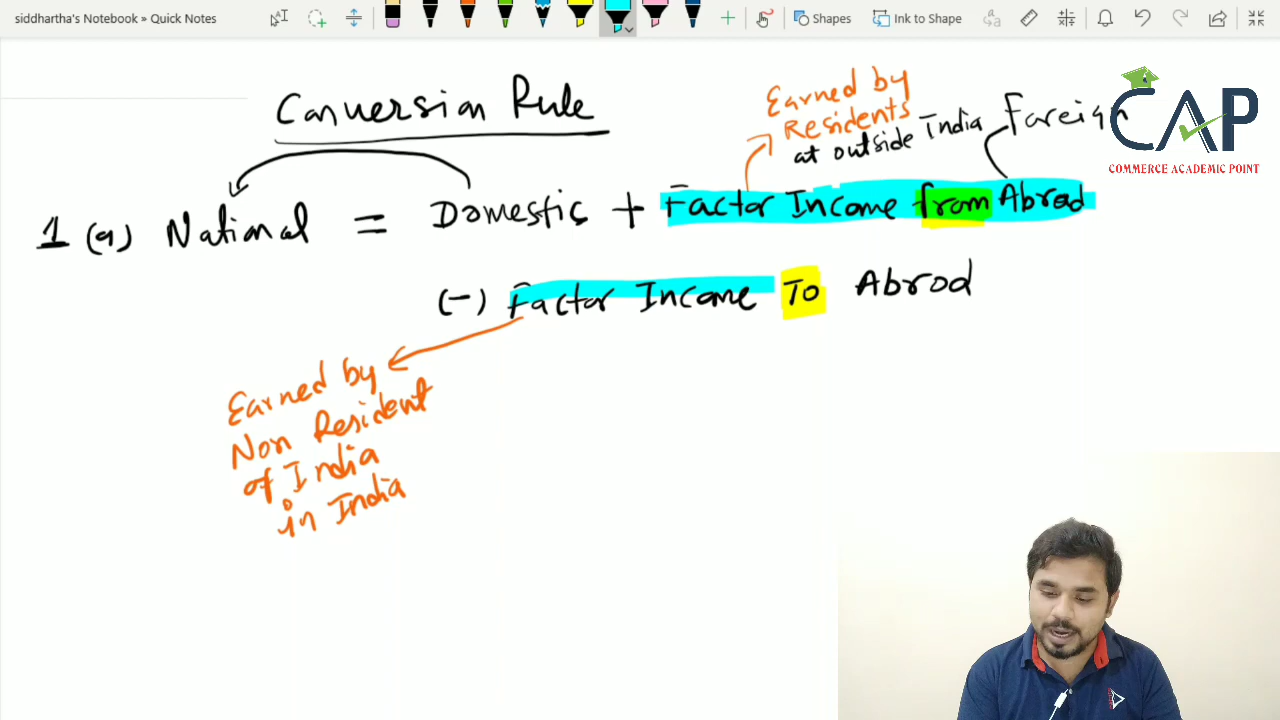 siddhartha's Notebook » Quick Notes
Shapes
Ink to Shape
CAP
COMMERCE ACADEMIC POINT
Conversion Rule
Earned by
Residents
at outside India
Foreign
1 (a) National = Domestic + Factor Income from Abrod
(-) Factor Income To Abrod
Earned by
Non Resident
of India
in India